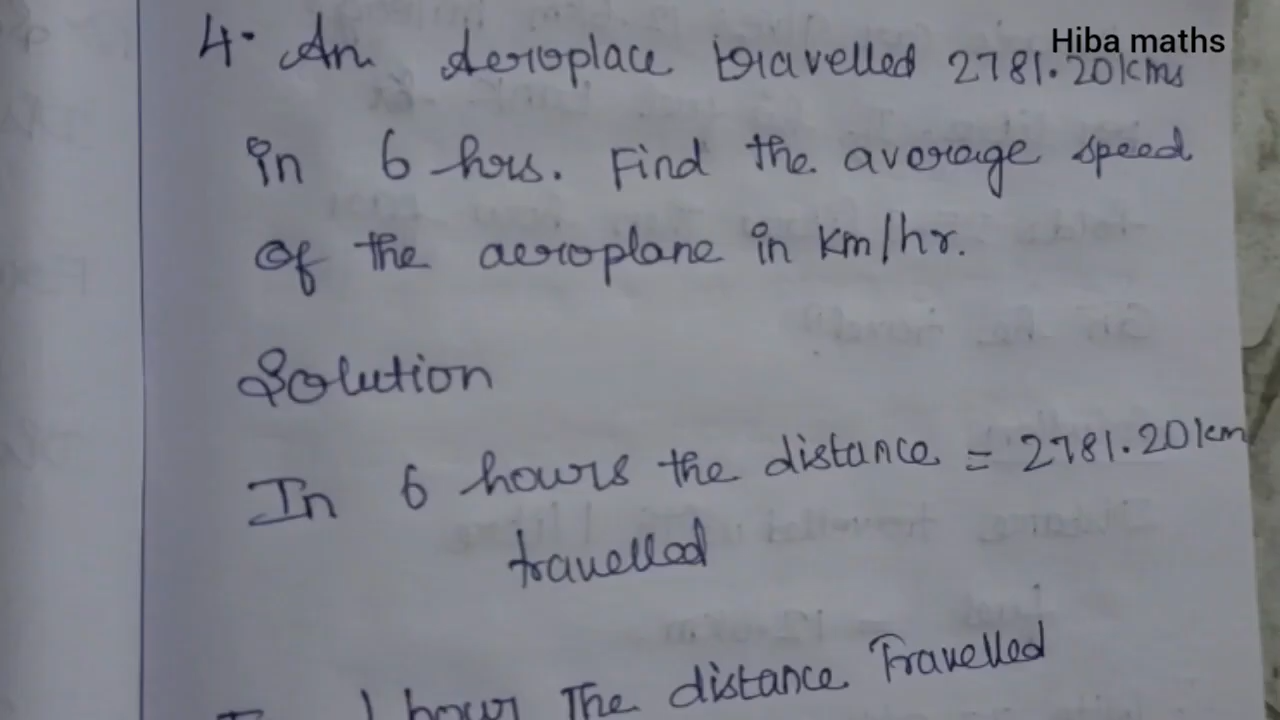 Hiba maths
4. An Aeroplace travelled 2781.20kms
in 6 hrs. Find the average speed
of the aeroplane in km/hr.
Solution
In 6 hours the distance = 2781.20km
travelled
1 hour The distance Travelled